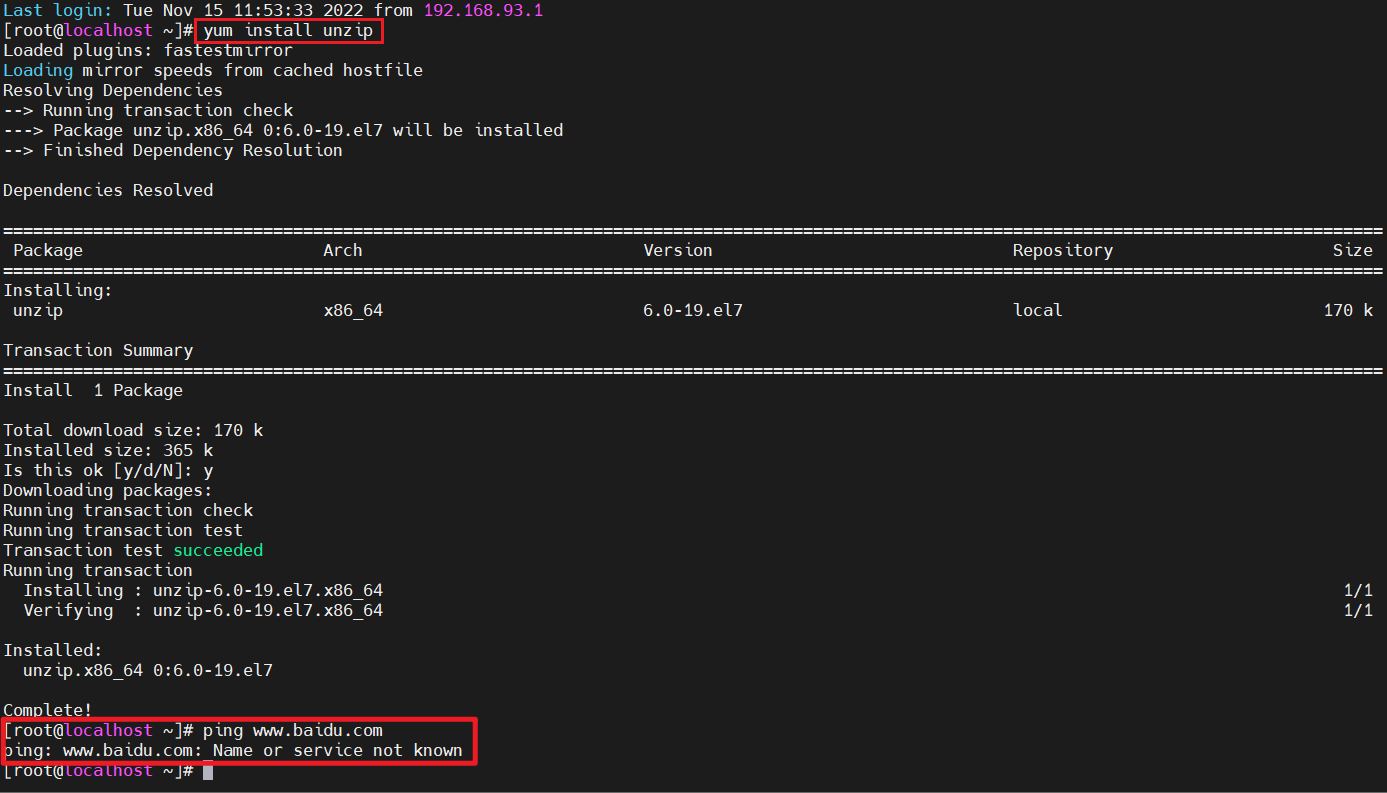 Last login: Tue Nov 15 11:53:33 2022 from 192.168.93.1
[root@localhost ~]# yum install unzip
Loaded plugins: fastestmirror
Loading mirror speeds from cached hostfile
Resolving Dependencies
--> Running transaction check
---> Package unzip.x86_64 0:6.0-19.el7 will be installed
--> Finished Dependency Resolution
Dependencies Resolved
================================================================================
Package Arch Version Repository Size
================================================================================
Installing:
unzip x86_64 6.0-19.el7 local 170 k
Transaction Summary
================================================================================
Install 1 Package
Total download size: 170 k
Installed size: 365 k
Is this ok [y/d/N]: y
Downloading packages:
Running transaction check
Running transaction test
Transaction test succeeded
Running transaction
Installing : unzip-6.0-19.el7.x86_64 1/1
Verifying : unzip-6.0-19.el7.x86_64 1/1
Installed:
unzip.x86_64 0:6.0-19.el7
Complete!
[root@localhost ~]# ping www.baidu.com
ping: www.baidu.com: Name or service not known
[root@localhost ~]#